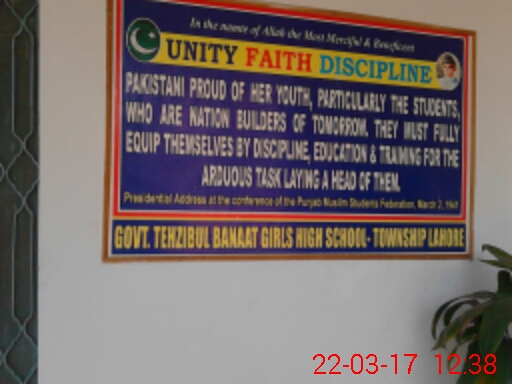 In the name of Allah the Most Merciful & Beneficent
UNITY FAITH DISCIPLINE
PAKISTANI PROUD OF HER YOUTH, PARTICULARLY THE STUDENTS,
WHO ARE NATION BUILDERS OF TOMORROW. THEY MUST FULLY
EQUIP THEMSELVES BY DISCIPLINE, EDUCATION & TRAINING FOR THE
ARDUOUS TASK LAYING A HEAD OF THEM.
Presidential Address at the conference of the Punjab Muslim Students Federation, March 2, 1941
GOVT. TEHZIBUL BANAAT GIRLS HIGH SCHOOL- TOWNSHIP LAHORE
22-03-17 12:38